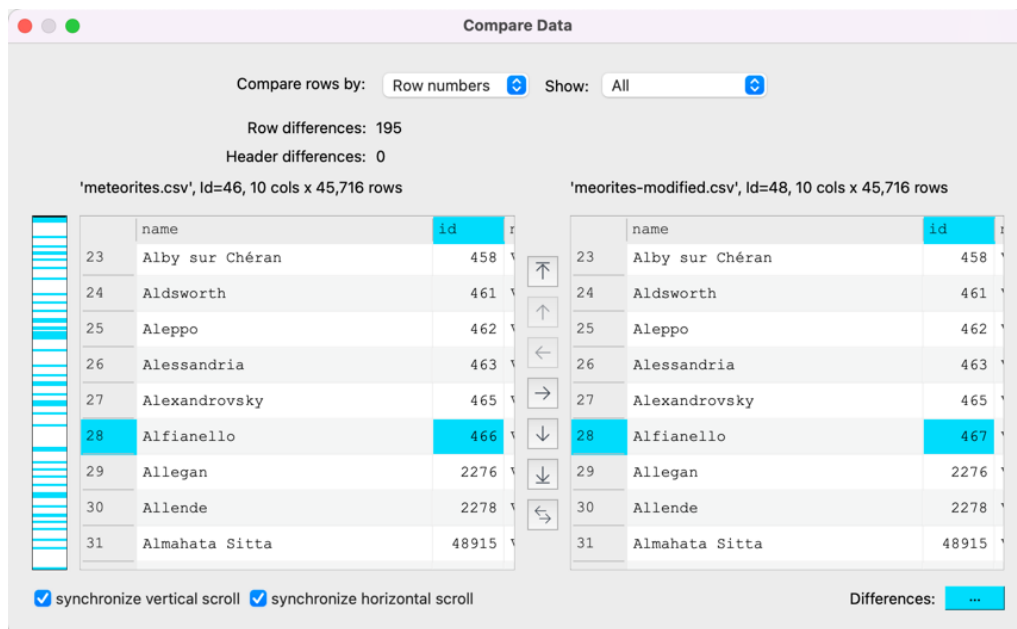 Compare Data
Compare rows by: Row numbers Show: All
Row differences: 195
Header differences: 0
'meteorites.csv', Id=46, 10 cols x 45,716 rows 'meorites-modified.csv', Id=48, 10 cols x 45,716 rows
name id name id
23 Alby sur Chéran 458 23 Alby sur Chéran 458
24 Aldsworth 461 24 Aldsworth 461
25 Aleppo 462 25 Aleppo 462
26 Alessandria 463 26 Alessandria 463
27 Alexandrovsky 465 27 Alexandrovsky 465
28 Alfianello 466 28 Alfianello 467
29 Allegan 2276 29 Allegan 2276
30 Allende 2278 30 Allende 2278
31 Almahata Sitta 48915 31 Almahata Sitta 48915
synchronize vertical scroll synchronize horizontal scroll Differences: ...